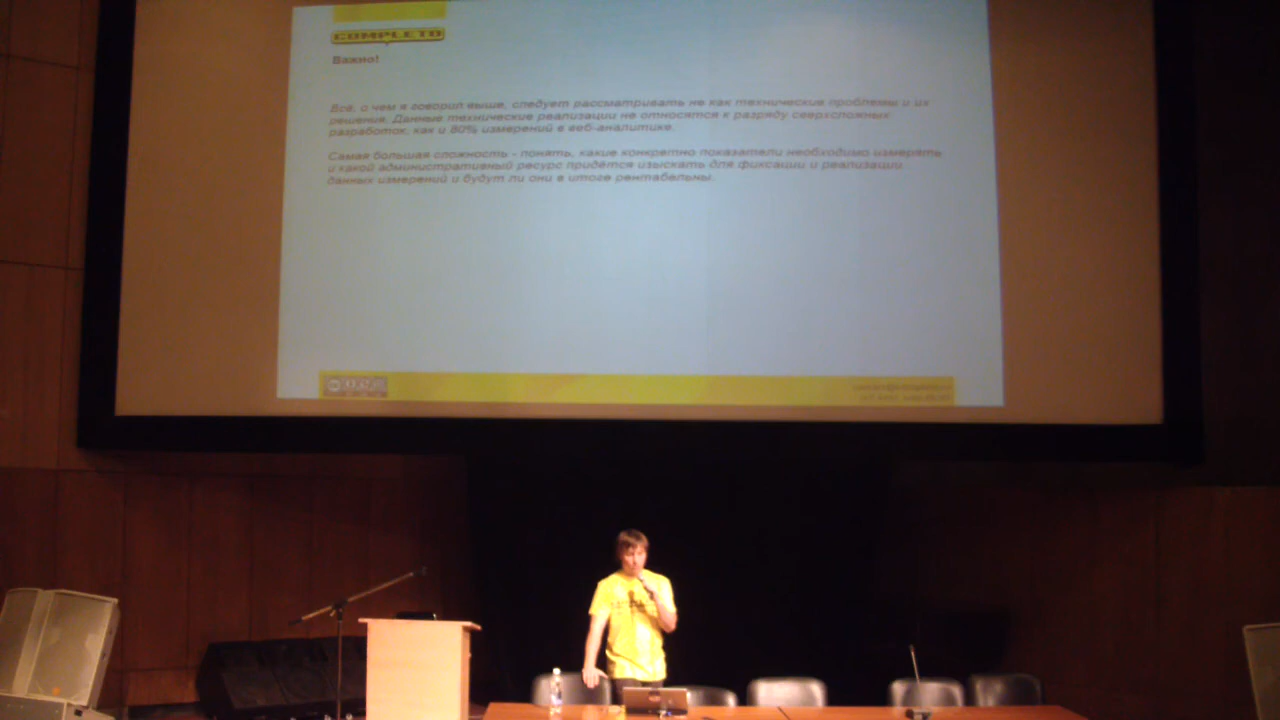 COMPLETO
Важно!
Всё, о чем я говорил выше, следует рассматривать не как технические проблемы и их
решения. Данные технические реализации не относятся к разряду сверхсложных
разработок, как и 80% измерений в веб-аналитике.
Самая большая сложность - понять, какие конкретно показатели необходимо измерять
и какой административный ресурс придётся изыскать для фиксации и реализации
данных измерений и будут ли они в итоге рентабельны.